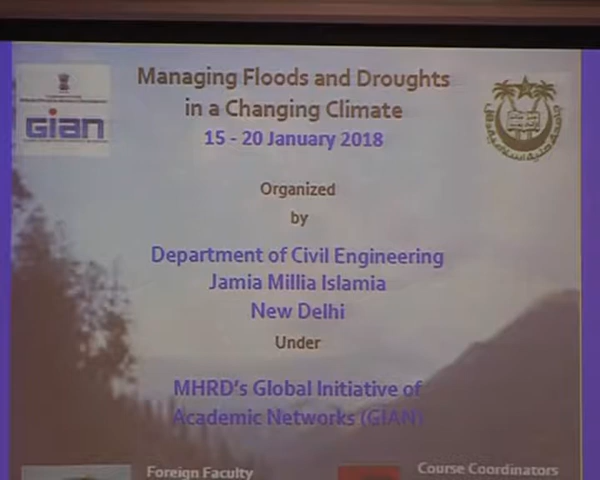 Managing Floods and Droughts
in a Changing Climate
15 - 20 January 2018
GIAN
Organized
by
Department of Civil Engineering
Jamia Millia Islamia
New Delhi
Under
MHRD's Global Initiative of
Academic Networks (GIAN)
Foreign Faculty
Course Coordinators